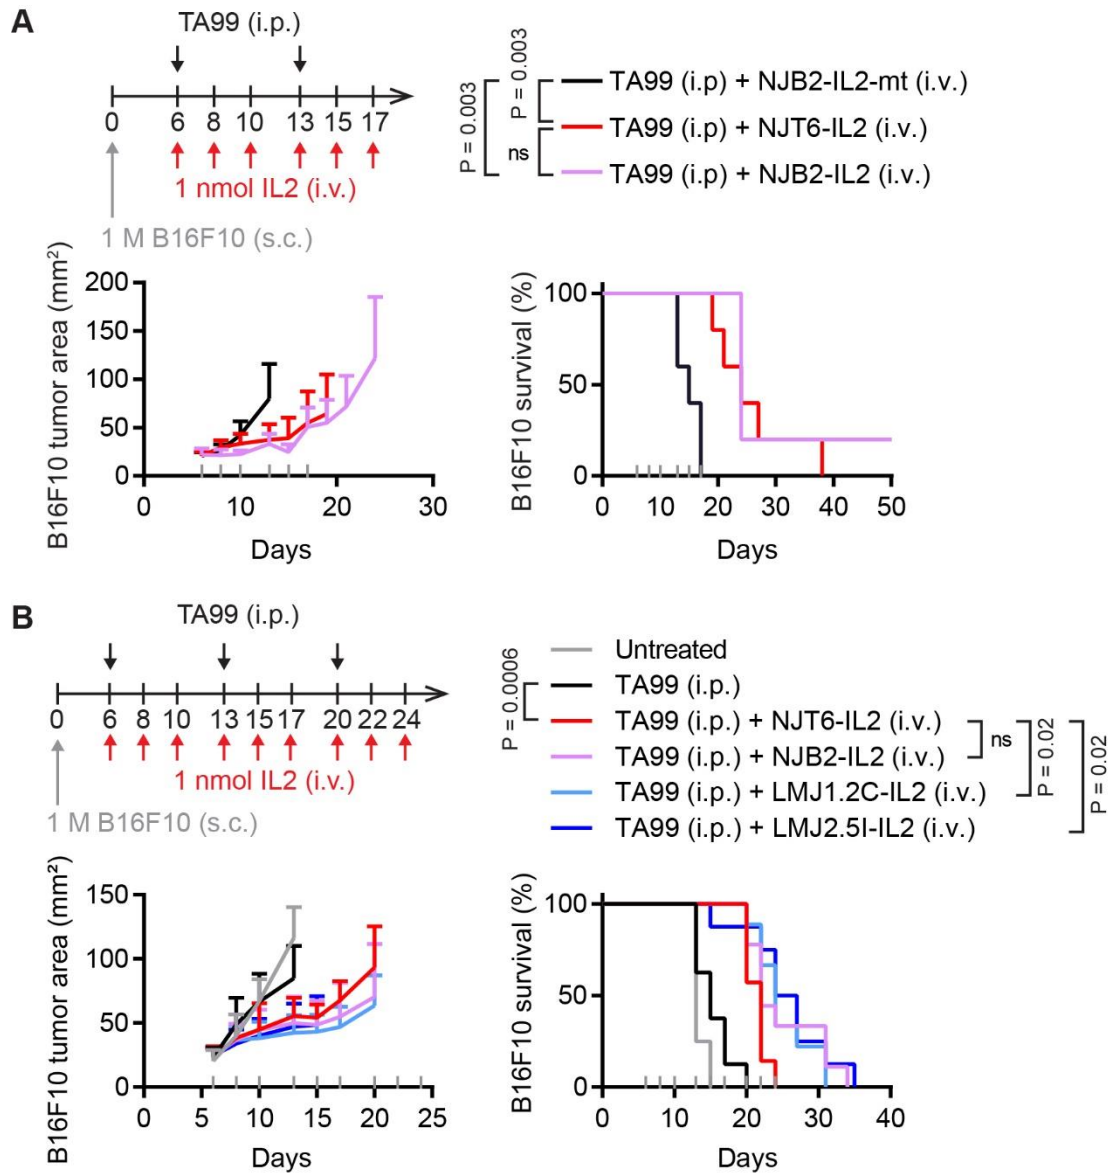 A
TA99 (i.p.)
0 6 8 10 13 15 17
1 nmol IL2 (i.v.)
1 M B16F10 (s.c.)
P = 0.003
P = 0.003
ns
TA99 (i.p) + NJB2-IL2-mt (i.v.)
TA99 (i.p) + NJT6-IL2 (i.v.)
TA99 (i.p) + NJB2-IL2 (i.v.)
B16F10 tumor area (mm²)
200
150
100
50
0
0 10 20 30
Days
B16F10 survival (%)
100
50
0
0 10 20 30 40 50
Days
B
TA99 (i.p.)
0 6 8 10 13 15 17 20 22 24
1 nmol IL2 (i.v.)
1 M B16F10 (s.c.)
P = 0.0006
Untreated
TA99 (i.p.)
TA99 (i.p.) + NJT6-IL2 (i.v.)
TA99 (i.p.) + NJB2-IL2 (i.v.)
TA99 (i.p.) + LMJ1.2C-IL2 (i.v.)
TA99 (i.p.) + LMJ2.5I-IL2 (i.v.)
ns
P = 0.02
P = 0.02
B16F10 tumor area (mm²)
150
100
50
0
0 5 10 15 20 25
Days
B16F10 survival (%)
100
50
0
0 10 20 30 40
Days